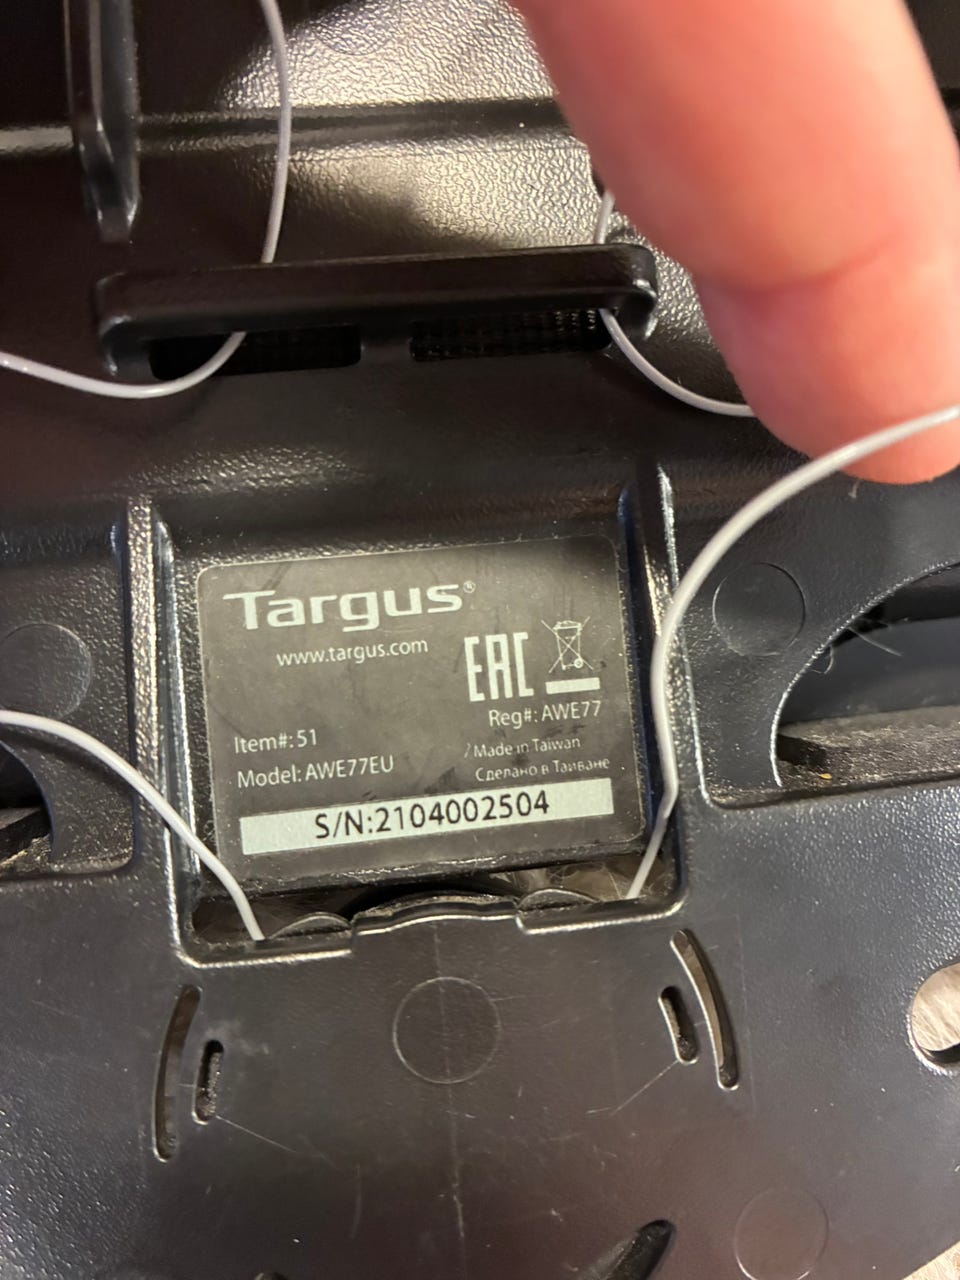 Targus®
www.targus.com
EAC
Reg#: AWE77
Item#: 51
Made in Taiwan
Model: AWE77EU
Сделано в Тайване
S/N:2104002504